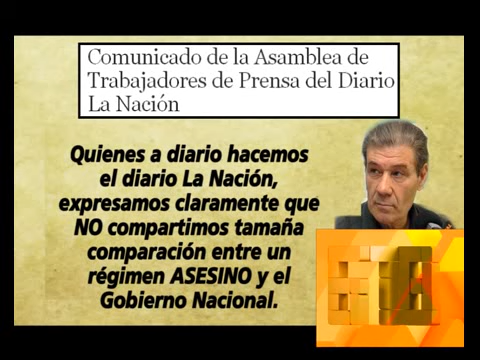 Comunicado de la Asamblea de
Trabajadores de Prensa del Diario
La Nación
Quienes a diario hacemos
el diario La Nación,
expresamos claramente que
NO compartimos tamaña
comparación entre un
régimen ASESINO y el
Gobierno Nacional.